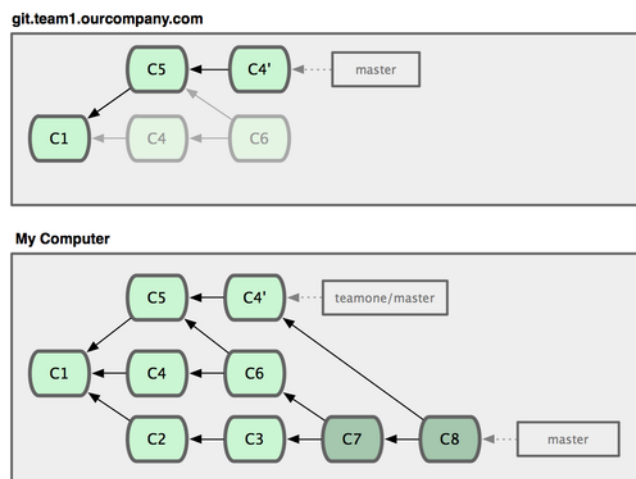 git.team1.ourcompany.com
C5 C4' master
C1 C4 C6
My Computer
C5 C4' teamone/master
C1 C4 C6
C2 C3 C7 C8 master